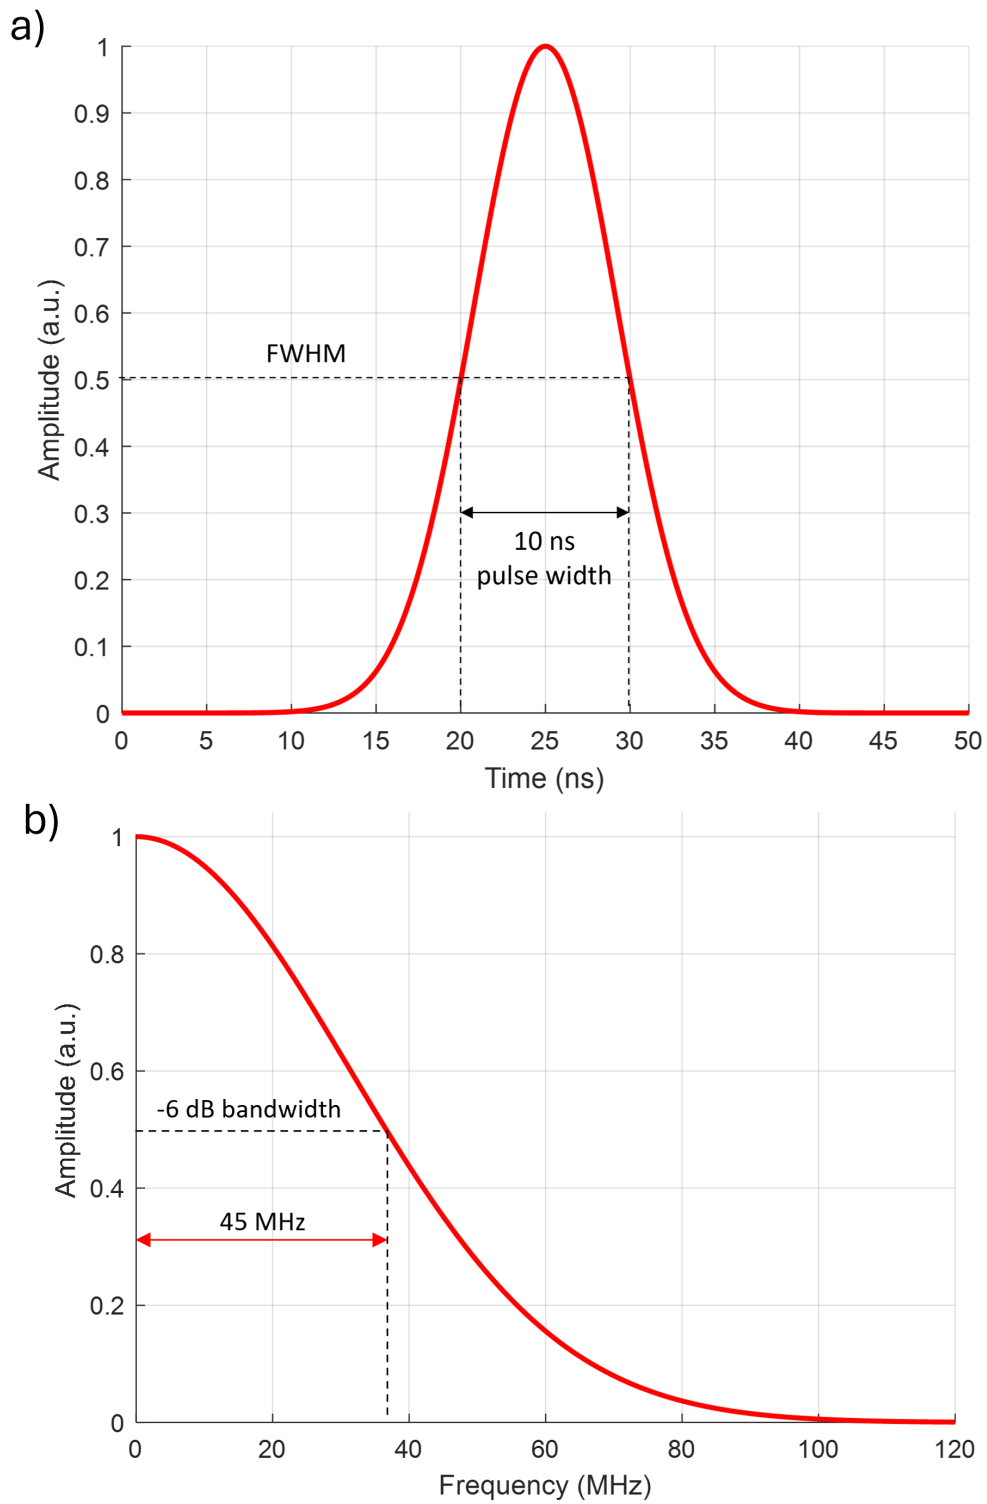 a)
1
0.9
0.8
0.7
0.6
0.5
0.4
0.3
0.2
0.1
0
Amplitude (a.u.)
FWHM
10 ns
pulse width
0 5 10 15 20 25 30 35 40 45 50
Time (ns)
b)
1
0.8
0.6
0.4
0.2
0
Amplitude (a.u.)
-6 dB bandwidth
45 MHz
0 20 40 60 80 100 120
Frequency (MHz)